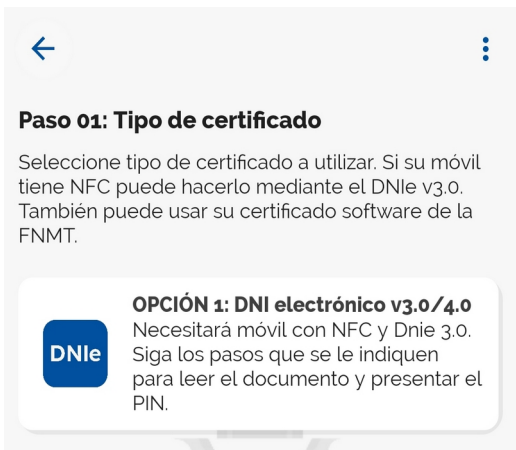 Paso 01: Tipo de certificado
Seleccione tipo de certificado a utilizar. Si su móvil
tiene NFC puede hacerlo mediante el DNIe v3.0.
También puede usar su certificado software de la
FNMT.
OPCIÓN 1: DNI electrónico v3.0/4.0
Necesitará móvil con NFC y Dnie 3.0.
DNIe
Siga los pasos que se le indiquen
para leer el documento y presentar el
PIN.